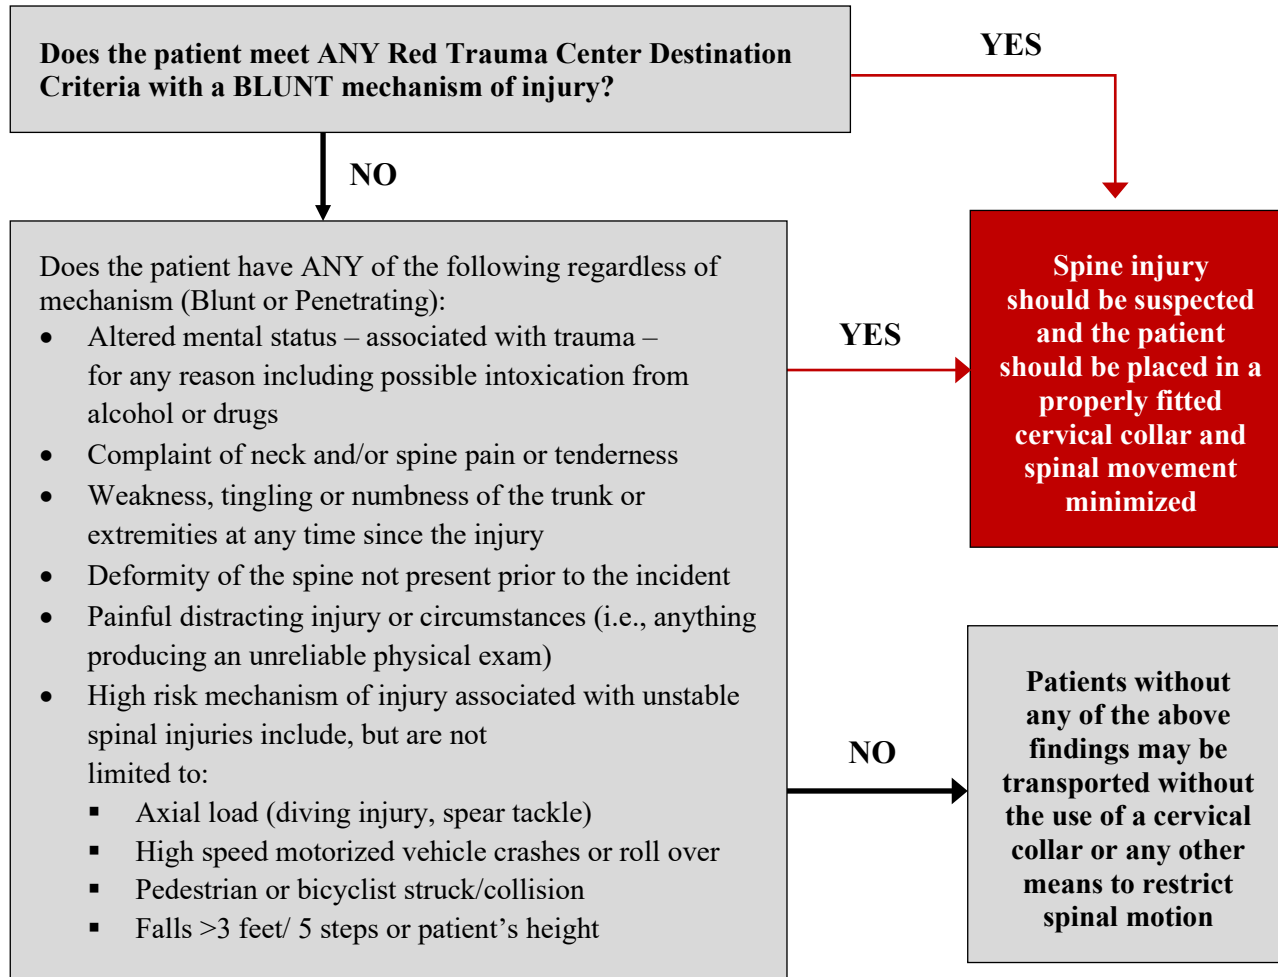 Does the patient meet ANY Red Trauma Center Destination
Criteria with a BLUNT mechanism of injury?
YES
NO
Does the patient have ANY of the following regardless of
mechanism (Blunt or Penetrating):
• Altered mental status – associated with trauma –
for any reason including possible intoxication from
alcohol or drugs
• Complaint of neck and/or spine pain or tenderness
• Weakness, tingling or numbness of the trunk or
extremities at any time since the injury
• Deformity of the spine not present prior to the incident
• Painful distracting injury or circumstances (i.e., anything
producing an unreliable physical exam)
• High risk mechanism of injury associated with unstable
spinal injuries include, but are not
limited to:
▪ Axial load (diving injury, spear tackle)
▪ High speed motorized vehicle crashes or roll over
▪ Pedestrian or bicyclist struck/collision
▪ Falls >3 feet/ 5 steps or patient’s height
YES
Spine injury
should be suspected
and the patient
should be placed in a
properly fitted
cervical collar and
spinal movement
minimized
NO
Patients without
any of the above
findings may be
transported without
the use of a cervical
collar or any other
means to restrict
spinal motion